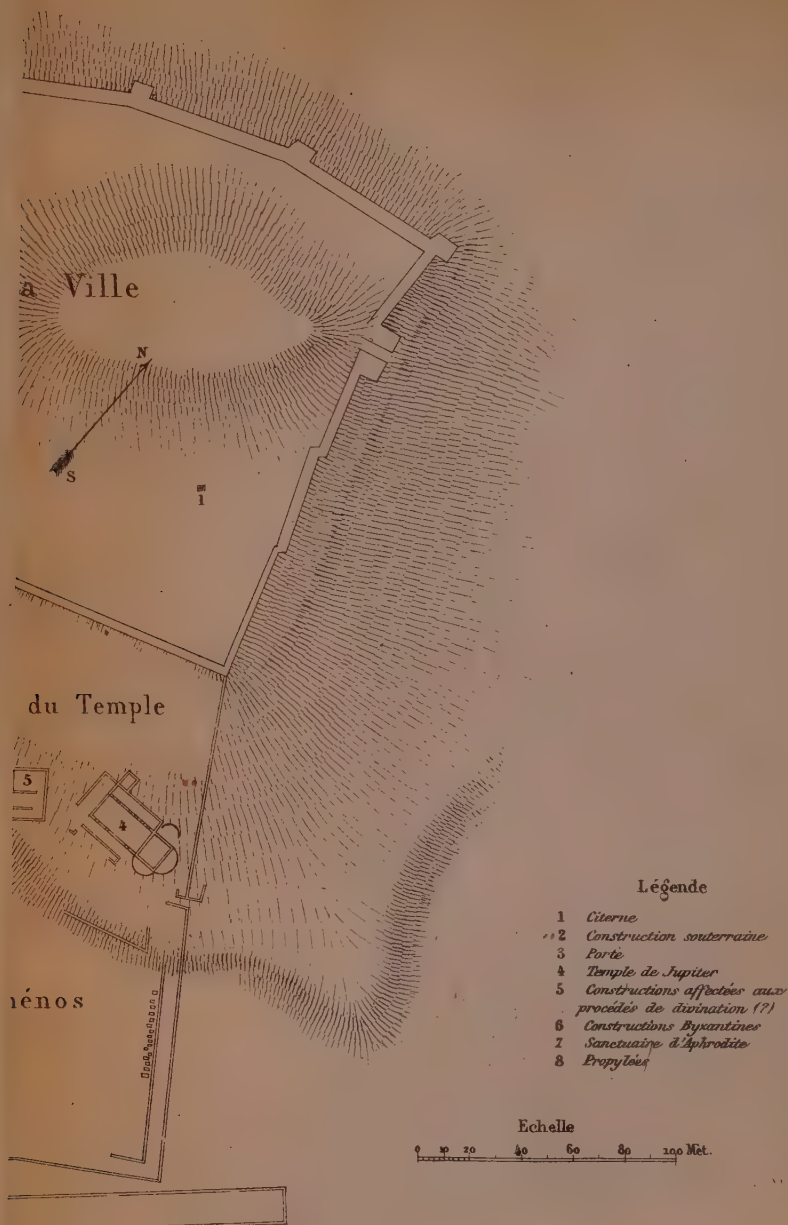 a Ville
N
S
1
du Temple
5
4
énos
Légende
1 Citerne
2 Construction souterraine
3 Porte
4 Temple de Jupiter
5 Constructions affectées aux
procédés de divination (?)
6 Constructions Byzantines
7 Sanctuaire d'Aphrodite
8 Propylées
Echelle
0 10 20 40 60 80 100 Mèt.